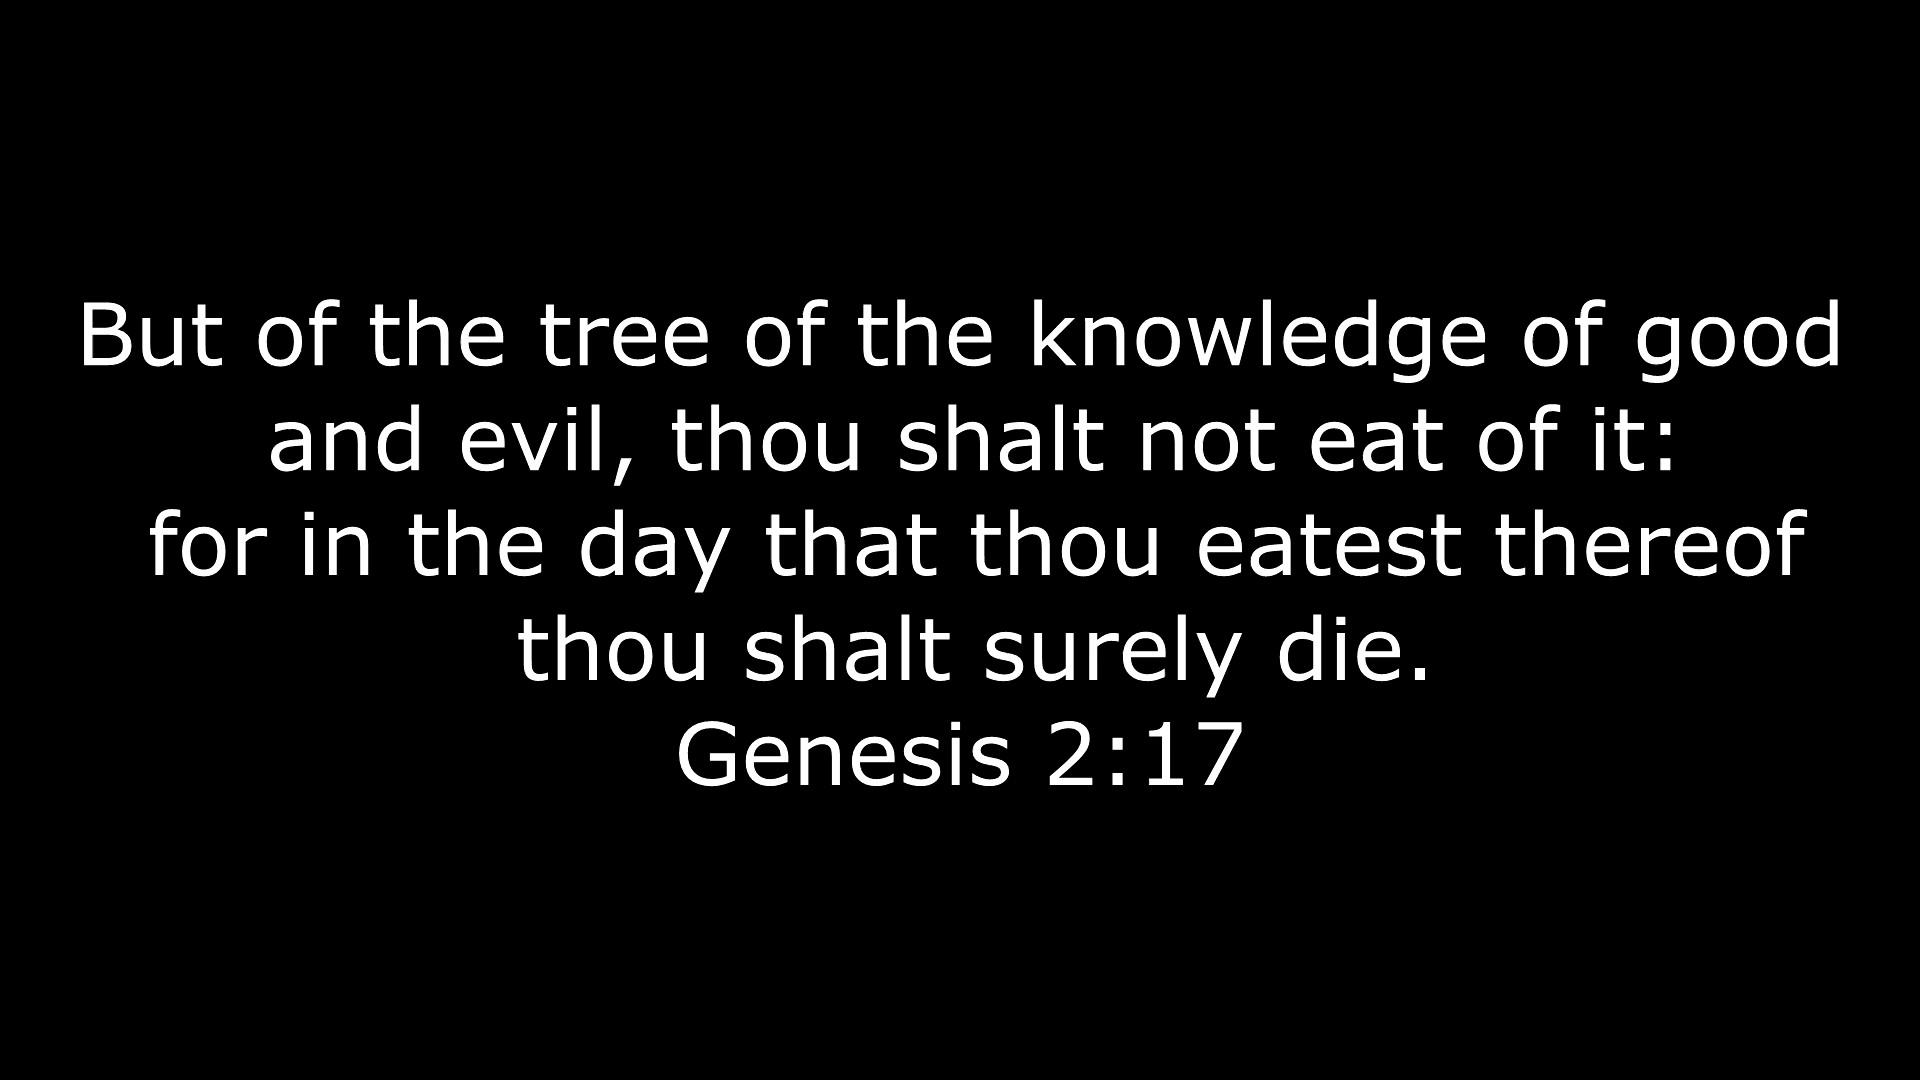 But of the tree of the knowledge of good
and evil, thou shalt not eat of it:
for in the day that thou eatest thereof
thou shalt surely die.
Genesis 2:17